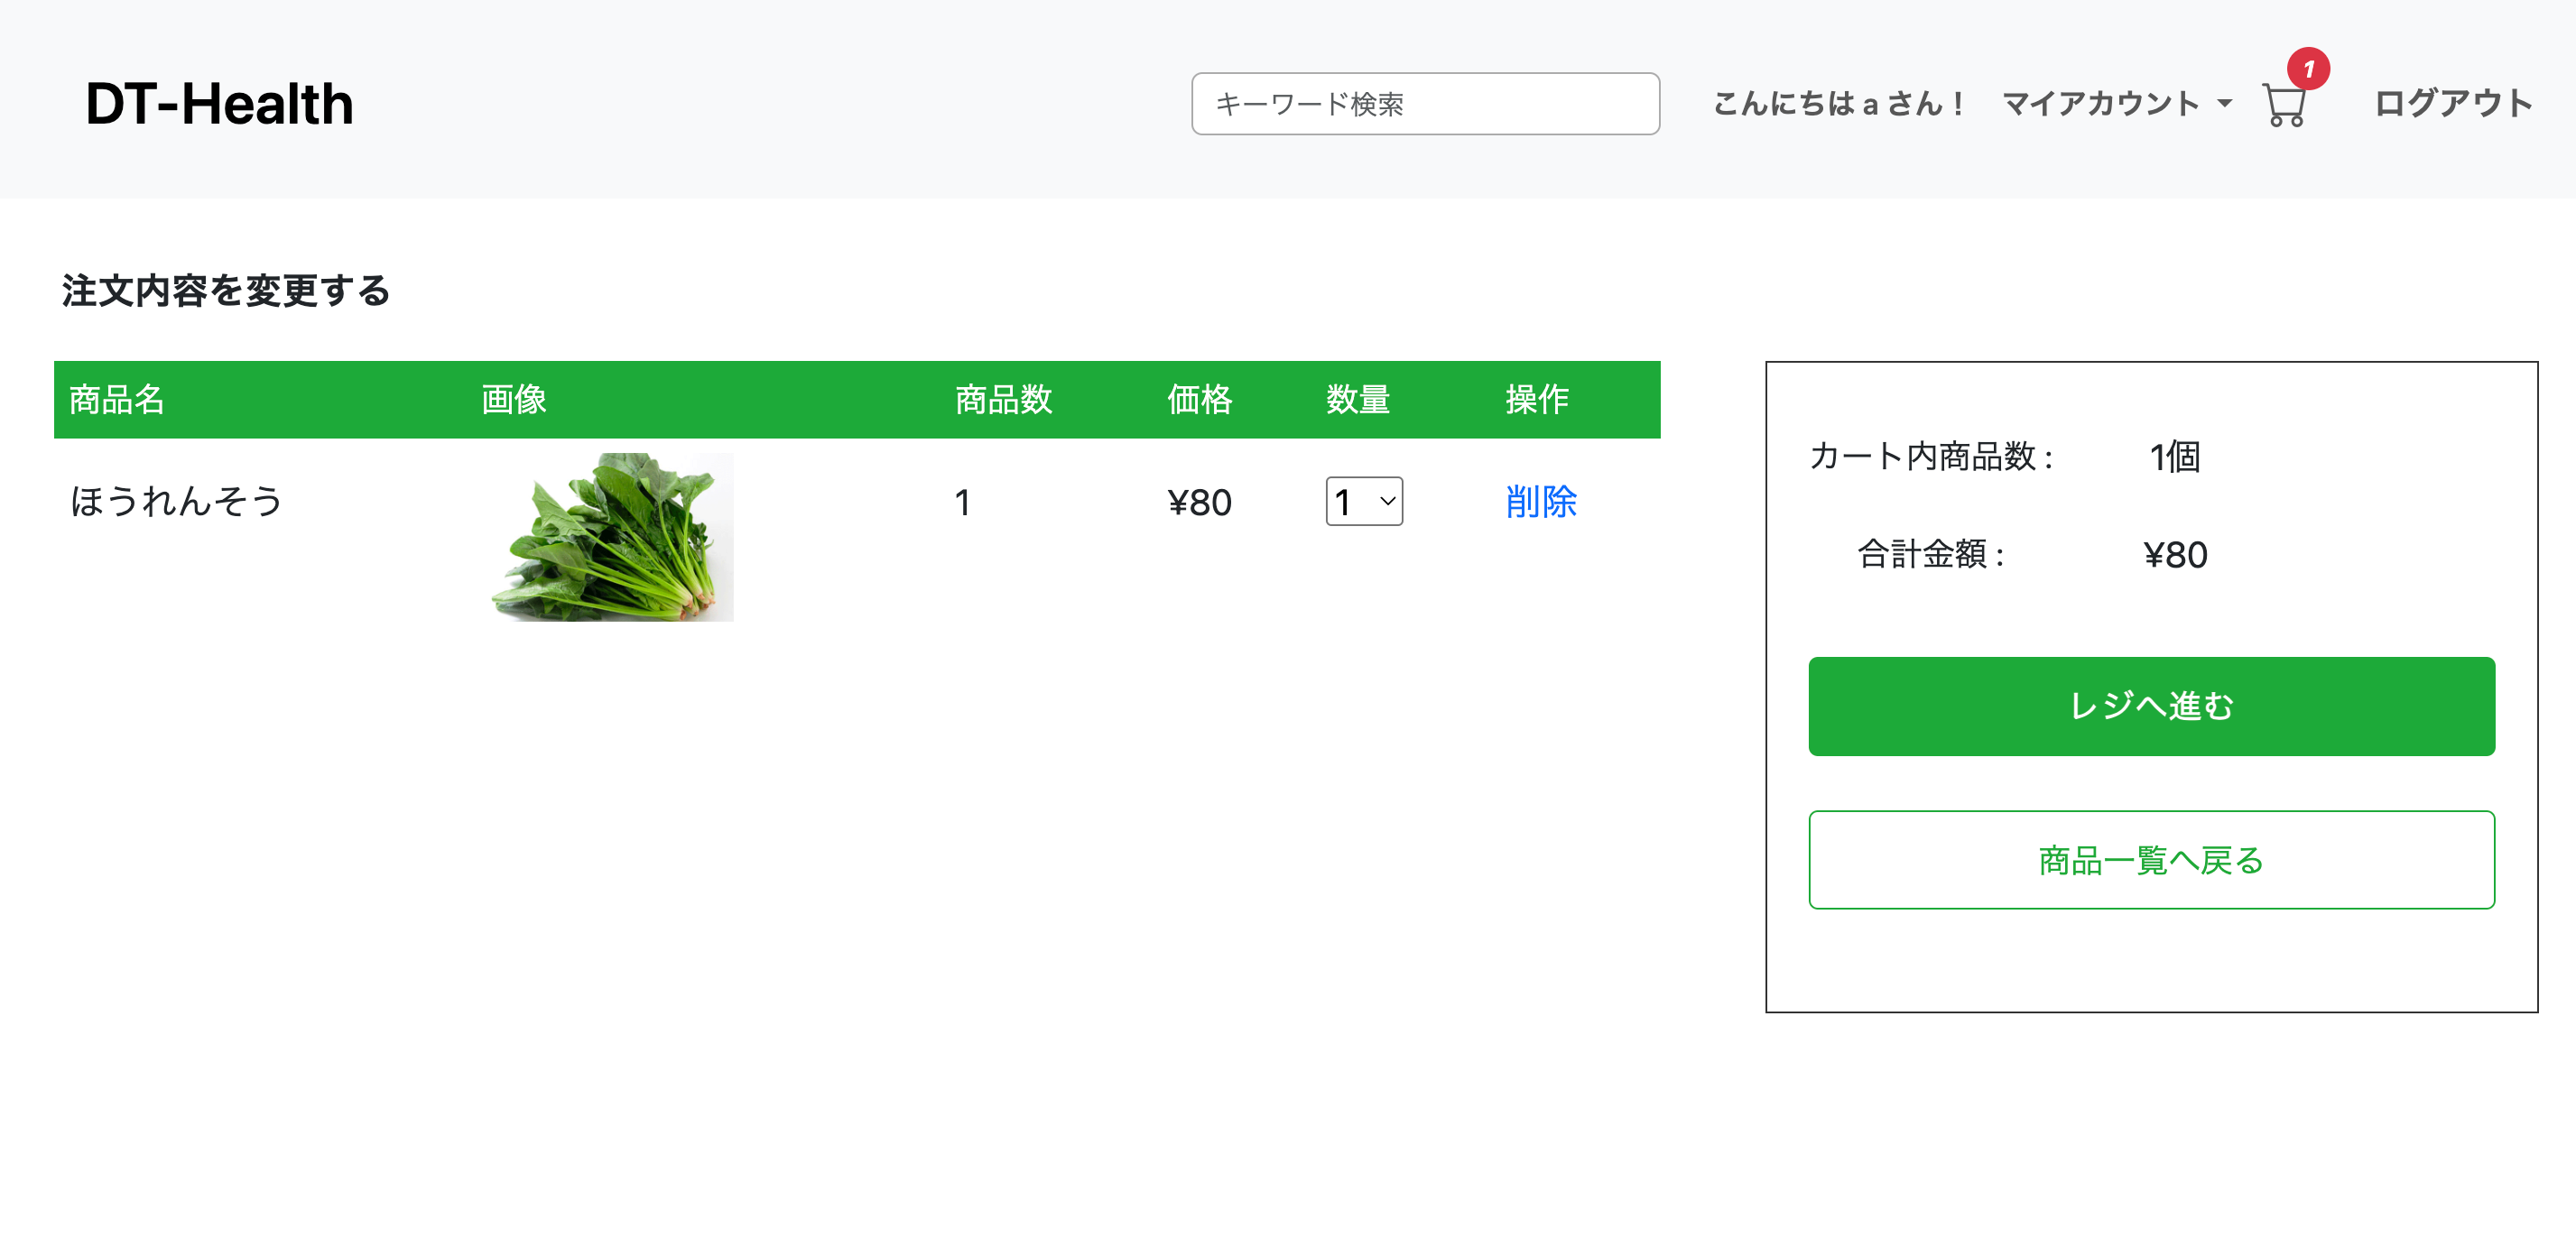 DT-Health
キーワード検索
こんにちは a さん！
マイアカウント
1
ログアウト
注文内容を変更する
商品名 画像 商品数 価格 数量 操作
ほうれんそう 1 ¥80 1 削除
カート内商品数 : 1個
合計金額 : ¥80
レジへ進む
商品一覧へ戻る